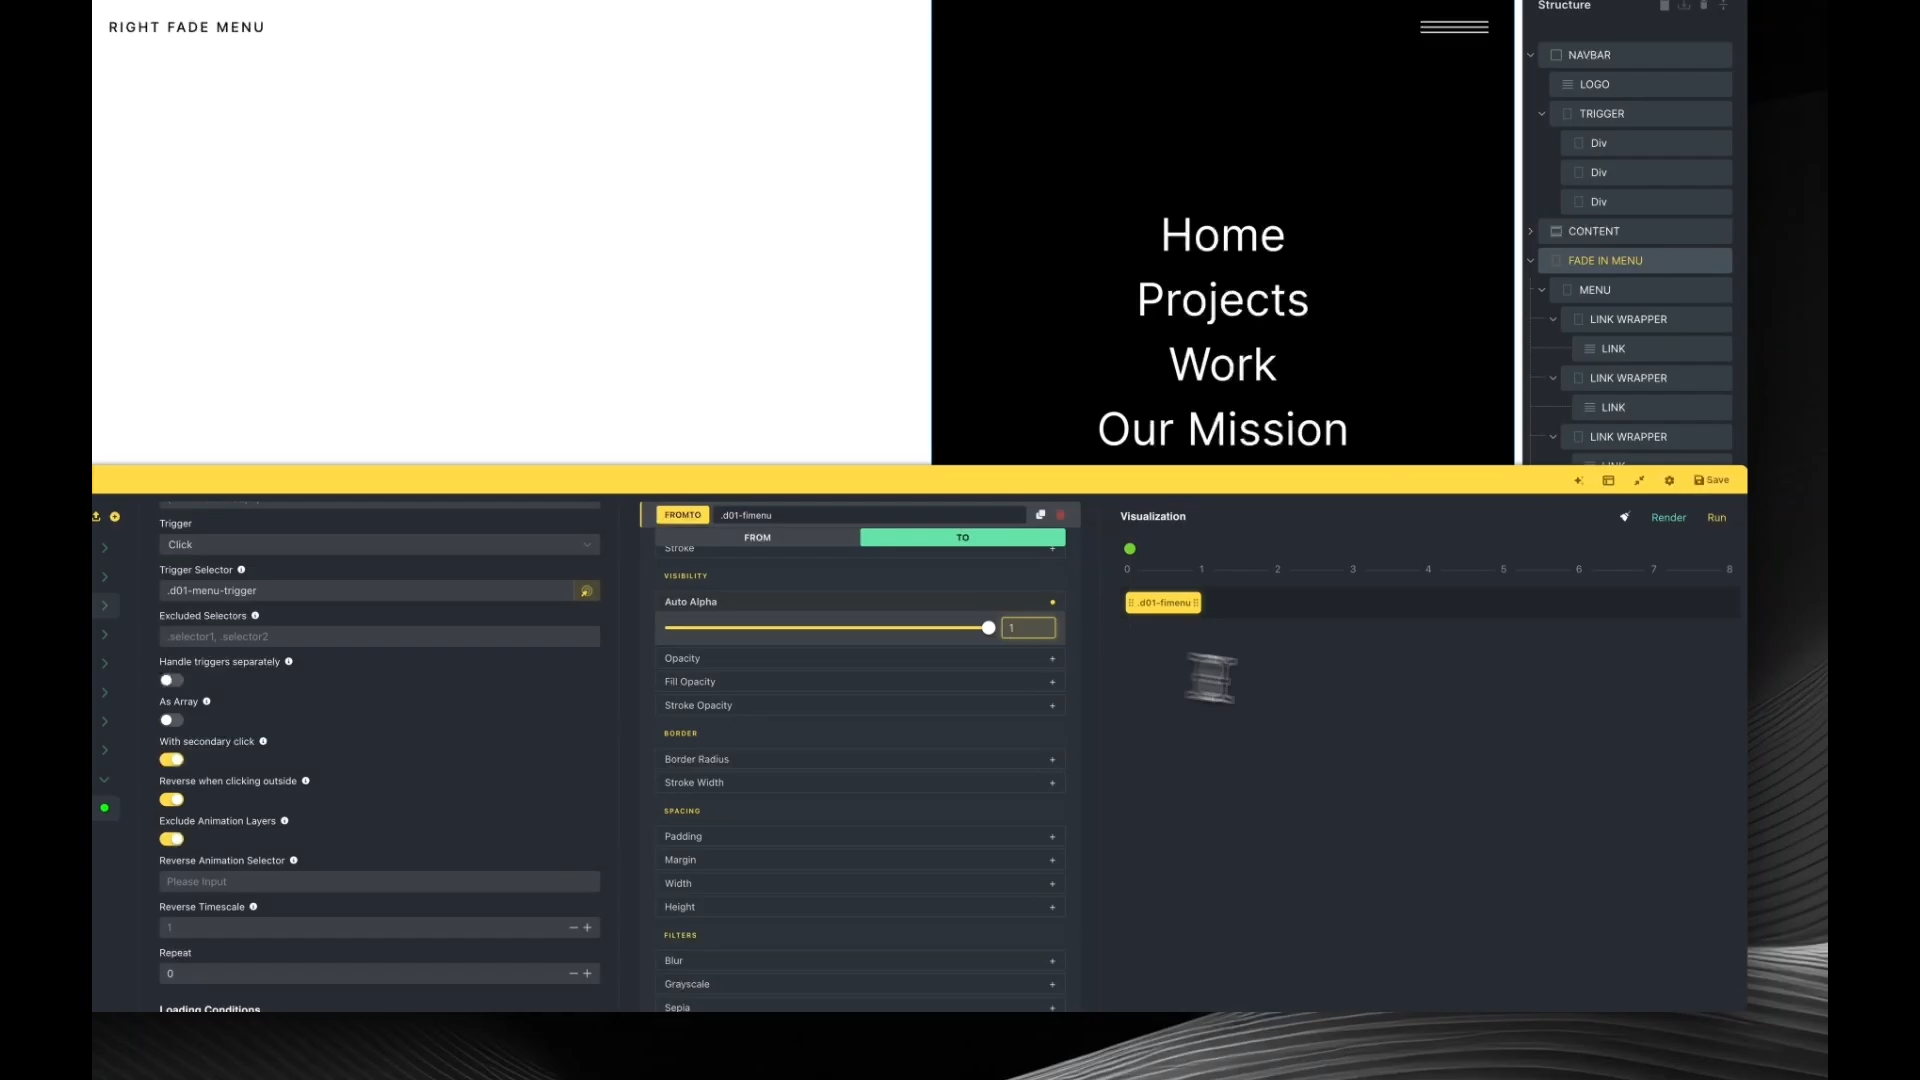 RIGHT FADE MENU
Home
Projects
Work
Our Mission
Structure
NAVBAR
LOGO
TRIGGER
Div
Div
Div
CONTENT
FADE IN MENU
MENU
LINK WRAPPER
LINK
LINK WRAPPER
LINK
LINK WRAPPER
LINK
Save
Trigger
Click
Trigger Selector
.d01-menu-trigger
Excluded Selectors
.selector1, .selector2
Handle triggers separately
As Array
With secondary click
Reverse when clicking outside
Exclude Animation Layers
Reverse Animation Selector
Please Input
Reverse Timescale
1
Repeat
0
Loading Conditions
FROMTO .d01-fimenu
FROM TO
Stroke
VISIBILITY
Auto Alpha
1
Opacity
Fill Opacity
Stroke Opacity
BORDER
Border Radius
Stroke Width
SPACING
Padding
Margin
Width
Height
FILTERS
Blur
Grayscale
Sepia
Visualization
Render Run
0 1 2 3 4 5 6 7 8
.d01-fimenu